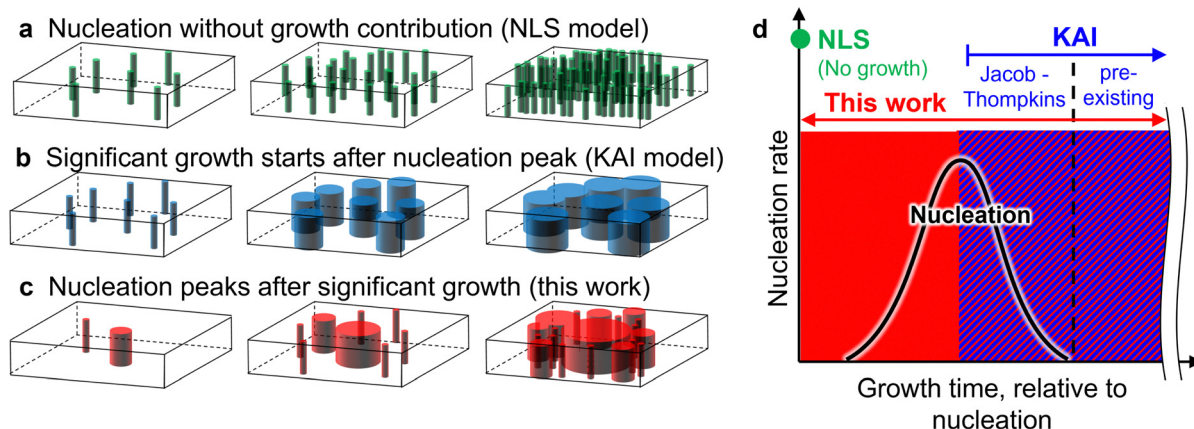 a Nucleation without growth contribution (NLS model)
b Significant growth starts after nucleation peak (KAI model)
c Nucleation peaks after significant growth (this work)
d
NLS
(No growth)
KAI
Jacob -
Thompkins
pre-
existing
This work
Nucleation rate
Nucleation
Growth time, relative to
nucleation